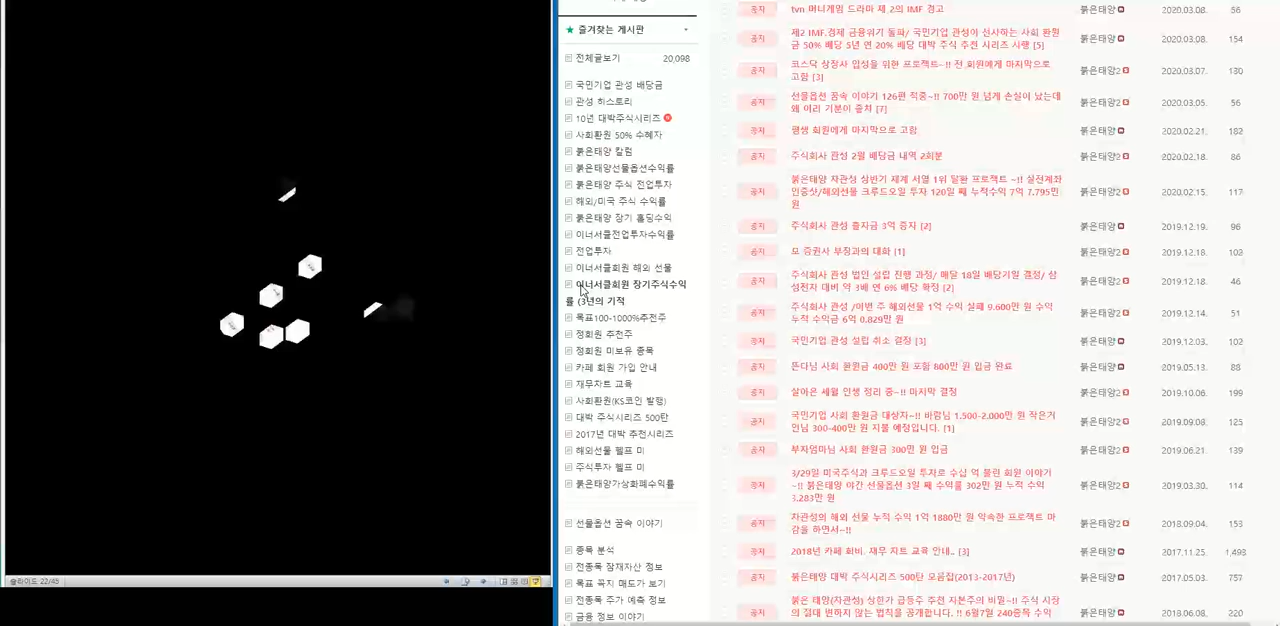 슬라이드 22/45
즐겨찾는 게시판
전체글보기 20,098
국민기업 관성 배당금
관성 히스토리
10년 대박주식시리즈
사회환원 50% 수혜자
붉은태양 칼럼
붉은태양선물옵션수익률
붉은태양 주식 전업투자
해외/미국 주식 수익률
붉은태양 장기 홀딩수익
이너서클전업투자수익률
전업투자
이너서클회원 해외 선물
이너서클회원 장기주식수익
률 (3년의 기적
목표100-1000%추천주
정회원 추천주
정회원 미보유 종목
카페 회원 가입 안내
재무차트 교육
사회환원(KS코인 발행)
대박 주식시리즈 500탄
2017년 대박 추천시리즈
해외선물 헬프 미
주식투자 헬프 미
붉은태양가상화폐수익률
선물옵션 꿈속 이야기
종목 분석
전종목 잠재자산 정보
목표 꼭지 매도가 보기
전종목 주가 예측 정보
금융 정보 이야기
공지 tvn 머니게임 드라마 제 2의 IMF 경고 붉은태양 2020.03.08. 56
공지 제2 IMF.경제 금융위기 돌파/ 국민기업 관성이 선사하는 사회 환원
금 50% 배당 5년 연 20% 배당 대박 주식 추천 시리즈 시행 [5] 붉은태양 2020.03.08. 154
공지 코스닥 상장사 입성을 위한 프로젝트~!! 전 회원에게 마지막으로
고함 [3] 붉은태양2 2020.03.07. 130
공지 선물옵션 꿈속 이야기 126편 적중~!! 700만 원 넘게 손실이 났는데
왜 이리 기분이 좋치 [7] 붉은태양2 2020.03.05. 56
공지 평생 회원에게 마지막으로 고함 붉은태양 2020.02.21. 182
공지 주식회사 관성 2월 배당금 내역 2회분 붉은태양2 2020.02.18. 86
공지 붉은태양 자관성 상반기 재계 서열 1위 탈환 프로젝트 ~!! 실전계좌
인증샷/해외선물 크루드오일 투자 120일 째 누적수익 7억 7,795만
원 붉은태양2 2020.02.15. 117
공지 주식회사 관성 출자금 3억 증자 [2] 붉은태양 2019.12.19. 96
공지 모 증권사 부장과의 대화 [1] 붉은태양2 2019.12.18. 103
공지 주식회사 관성 법인 설립 진행 과정/ 매달 18일 배당기일 결정/ 삼
성전자 대비 약 3배 연 6% 배당 확정 [2] 붉은태양2 2019.12.18. 46
공지 주식회사 관성 /이번 주 해외선물 1억 수익 실패 9,600만 원 수익
누적 수익금 6억 0,829만 원 붉은태양2 2019.12.14. 51
공지 국민기업 관성 설립 취소 결정 [3] 붉은태양 2019.12.03. 102
공지 뜬다님 사회 환원금 400만 원 포함 800만 원 입금 완료 붉은태양 2019.05.13. 88
공지 살아온 세월 인생 정리 중~!! 마지막 결정 붉은태양2 2019.10.06. 199
공지 국민기업 사회 환원금 대상자~!! 바람님 1,500-2,000만 원 작은거
인님 300-400만 원 지불 예정입니다. [1] 붉은태양2 2019.09.08. 125
공지 부자엄마님 사회 환원금 300만 원 입금 붉은태양2 2019.06.21. 139
공지 3/29일 미국주식과 크루드오일 투자로 수십 억 물린 회원 이야기
~!! 붉은태양 야간 선물옵션 3일 째 수익률 302만 원 누적 수익
3,283만 원 붉은태양2 2019.03.30. 114
공지 자관성의 해외 선물 누적 수익 1억 1880만 원 약속한 프로젝트 마
감을 하면서~!! 붉은태양2 2018.09.04. 153
공지 2018년 카페 회비, 재무 차트 교육 안내.. [3] 붉은태양 2017.11.25. 1,498
공지 붉은태양 대박 주식시리즈 500탄 모음집(2013-2017년) 붉은태양 2017.05.03. 757
공지 붉은 태양(자관성) 상한가 급등주 추천 자본주의 비밀~!! 주식 시장
의 절대 변하지 않는 법칙을 공개합니다. !! 6월7일 240종목 수익 붉은태양 2018.06.08. 220